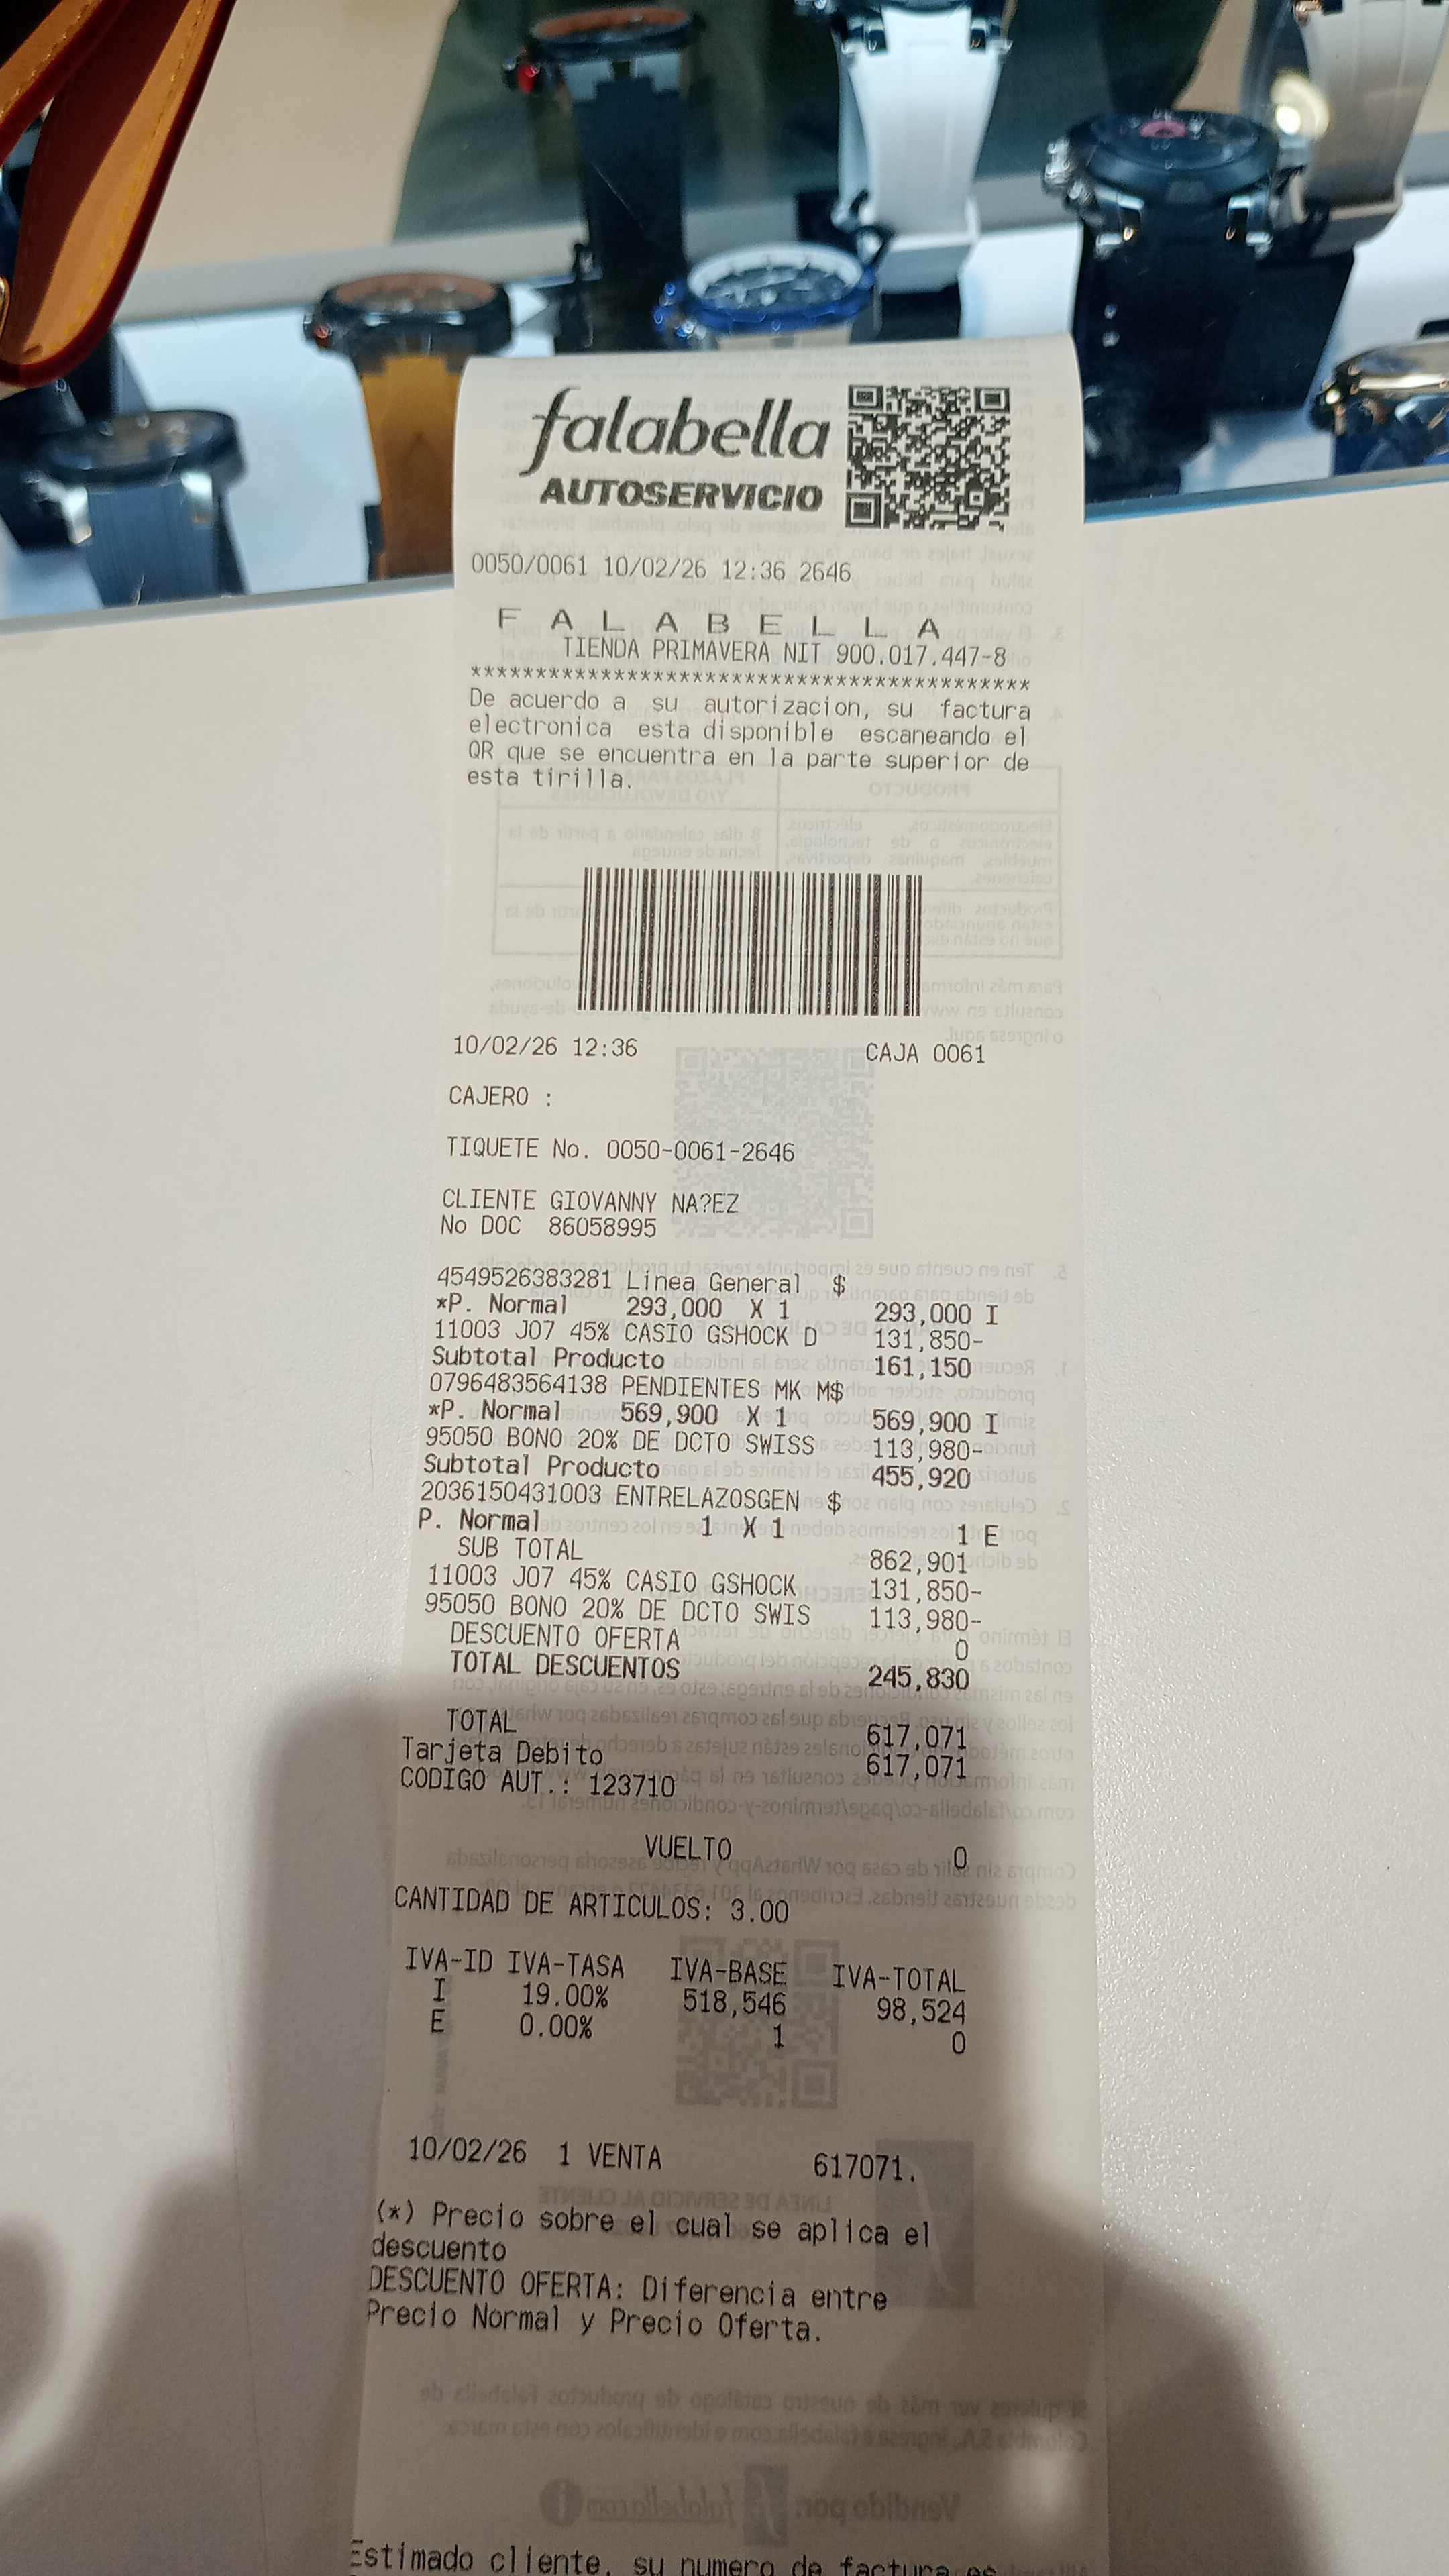 falabella
AUTOSERVICIO
0050/0061 10/02/26 12:36 2646
F A L A B E L L A
TIENDA PRIMAVERA NIT 900.017.447-8
*******************************************
De acuerdo a su autorizacion, su factura
electronica esta disponible escaneando el
QR que se encuentra en la parte superior de
esta tirilla.
10/02/26 12:36 CAJA 0061
CAJERO :
TIQUETE No. 0050-0061-2646
CLIENTE GIOVANNY NA?EZ
No DOC 86058995
4549526383281 Linea General $
*P. Normal 293,000 X 1 293,000 I
11003 J07 45% CASIO GSHOCK D 131,850-
Subtotal Producto 161,150
0796483564138 PENDIENTES MK M$
*P. Normal 569,900 X 1 569,900 I
95050 BONO 20% DE DCTO SWISS 113,980-
Subtotal Producto 455,920
2036150431003 ENTRELAZOSGEN $
P. Normal 1 X 1 1 E
SUB TOTAL 862,901
11003 J07 45% CASIO GSHOCK 131,850-
95050 BONO 20% DE DCTO SWIS 113,980-
DESCUENTO OFERTA 0
TOTAL DESCUENTOS 245,830
TOTAL 617,071
Tarjeta Debito 617,071
CODIGO AUT.: 123710
VUELTO 0
CANTIDAD DE ARTICULOS: 3.00
IVA-ID IVA-TASA IVA-BASE IVA-TOTAL
I 19.00% 518,546 98,524
E 0.00% 1 0
10/02/26 1 VENTA 617071.
(*) Precio sobre el cual se aplica el
descuento
DESCUENTO OFERTA: Diferencia entre
Precio Normal y Precio Oferta.
Estimado cliente, su numero de factura es